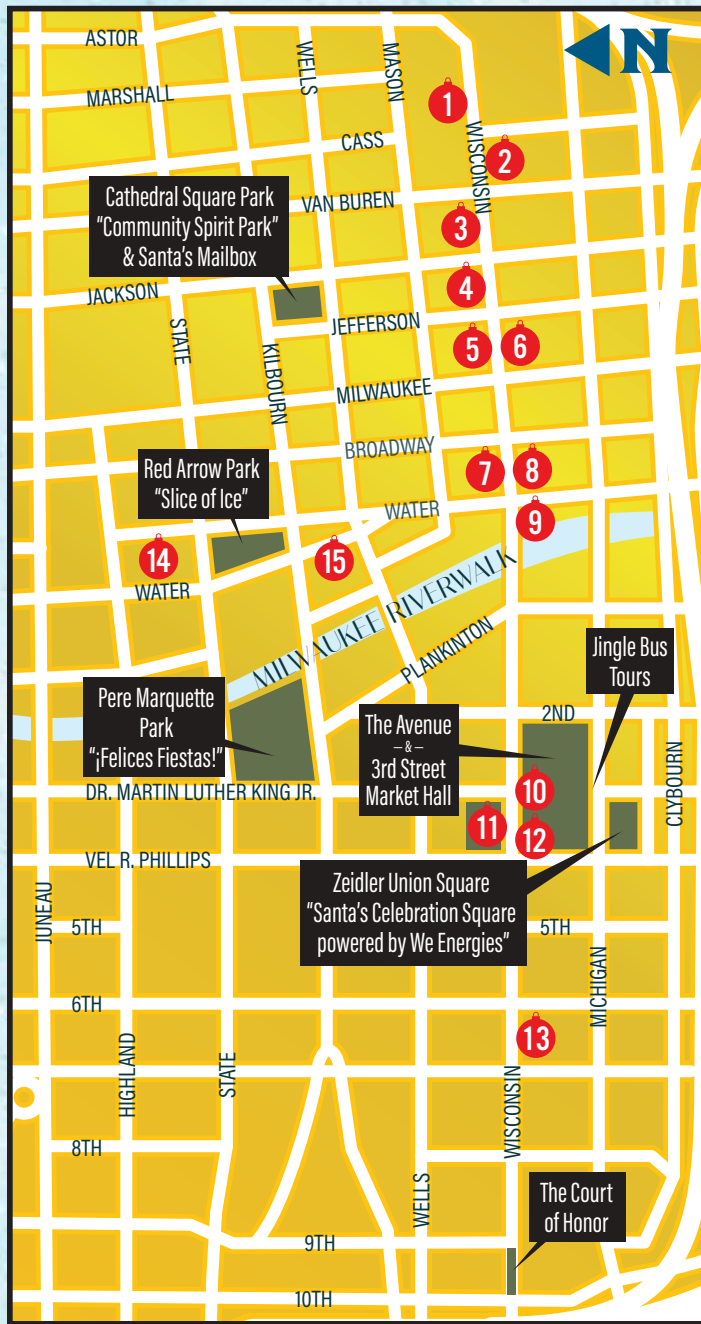 ASTOR
N
WELLS
MASON
MARSHALL
1
WISCONSIN
CASS
2
Cathedral Square Park
"Community Spirit Park"
& Santa's Mailbox
VAN BUREN
3
JACKSON
4
STATE
JEFFERSON
5
6
KILBOURN
MILWAUKEE
BROADWAY
Red Arrow Park
"Slice of Ice"
7
8
WATER
9
14
15
WATER
MILWAUKEE RIVERWALK
PLANKINTON
Jingle Bus
Tours
Pere Marquette
Park
"¡Felices Fiestas!"
The Avenue
– & –
3rd Street
Market Hall
2ND
CLYBOURN
DR. MARTIN LUTHER KING JR.
10
11
12
VEL R. PHILLIPS
Zeidler Union Square
"Santa's Celebration Square
powered by We Energies"
JUNEAU
5TH
5TH
MICHIGAN
6TH
13
HIGHLAND
STATE
WISCONSIN
8TH
WELLS
The Court
of Honor
9TH
10TH